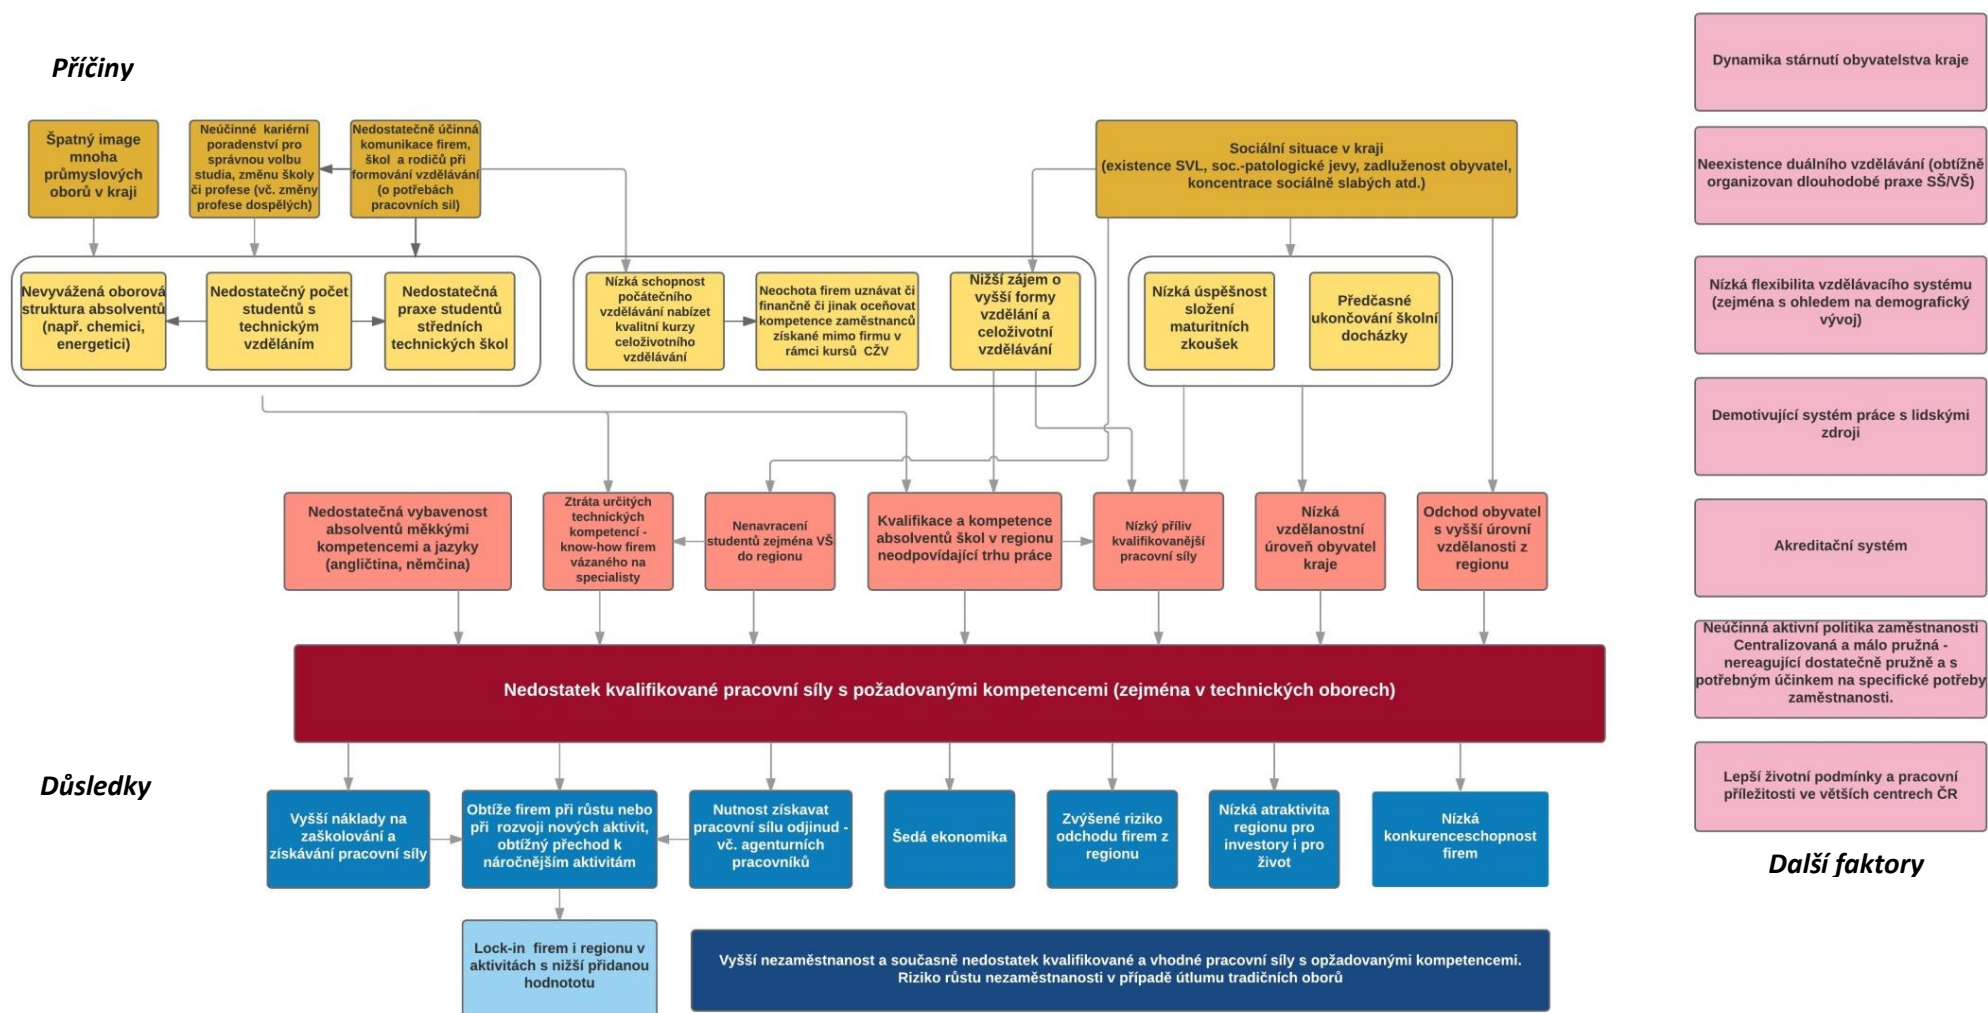 Příčiny
Špatný image
mnoha
průmyslových
oborů v kraji
Neúčinné kariérní
poradenství pro
správnou volbu
studia, změnu školy
či profese (vč. změny
profese dospělých)
Nedostatečně účinná
komunikace firem,
škol a rodičů při
formování vzdělávání
(o potřebách
pracovních sil)
Sociální situace v kraji
(existence SVL, soc.-patologické jevy, zadluženost obyvatel,
koncentrace sociálně slabých atd.)
Nevyvážená oborová
struktura absolventů
(např. chemici,
energetici)
Nedostatečný počet
studentů s
technickým
vzděláním
Nedostatečná
praxe studentů
středních
technických škol
Nízká schopnost
počátečního
vzdělávání nabízet
kvalitní kurzy
celoživotního
vzdělávání
Neochota firem uznávat či
finančně či jinak oceňovat
kompetence zaměstnanců
získané mimo firmu v
rámci kursů CŽV
Nižší zájem o
vyšší formy
vzdělání a
celoživotní
vzdělávání
Nízká úspěšnost
složení
maturitních
zkoušek
Předčasné
ukončování školní
docházky
Nedostatečná vybavenost
absolventů měkkými
kompetencemi a jazyky
(angličtina, němčina)
Ztráta určitých
technických
kompetencí -
know-how firem
vázaného na
specialisty
Nenavracení
studentů zejména VŠ
do regionu
Kvalifikace a kompetence
absolventů škol v regionu
neodpovídající trhu práce
Nízký příliv
kvalifikovanější
pracovní síly
Nízká
vzdělanostní
úroveň obyvatel
kraje
Odchod obyvatel
s vyšší úrovní
vzdělanosti z
regionu
Nedostatek kvalifikované pracovní síly s požadovanými kompetencemi (zejména v technických oborech)
Důsledky
Vyšší náklady na
zaškolování a
získávání pracovní síly
Obtíže firem při růstu nebo
při rozvoji nových aktivit,
obtížný přechod k
náročnějším aktivitám
Nutnost získavat
pracovní sílu odjinud -
vč. agenturních
pracovníků
Šedá ekonomika
Zvýšené riziko
odchodu firem z
regionu
Nízká atraktivita
regionu pro
investory i pro
život
Nízká
konkurenceschopnost
firem
Lock-in firem i regionu v
aktivitách s nižší přidanou
hodnototu
Vyšší nezaměstnanost a současně nedostatek kvalifikované a vhodné pracovní síly s opžadovanými kompetencemi.
Riziko růstu nezaměstnanosti v případě útlumu tradičních oborů
Dynamika stárnutí obyvatelstva kraje
Neexistence duálního vzdělávání (obtížně
organizovan dlouhodobé praxe SŠ/VŠ)
Nízká flexibilita vzdělávacího systému
(zejména s ohledem na demografický
vývoj)
Demotivující systém práce s lidskými
zdroji
Akreditační systém
Neúčinná aktivní politika zaměstnanosti
Centralizovaná a málo pružná -
nereagující dostatečně pružně a s
potřebným účinkem na specifické potřeby
zaměstnanosti.
Lepší životní podmínky a pracovní
příležitosti ve větších centrech ČR
Další faktory